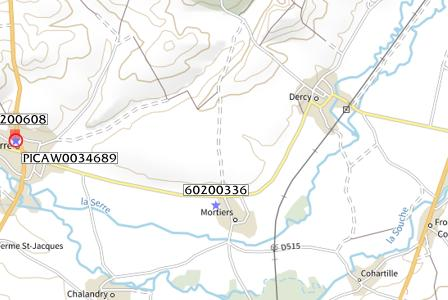 Dercy
200608
PICAW0034689
60200336
la Serre
Mortiers
la Souche
erme St-Jacques
D515
Cohartille
Chalandry
Fro
Co